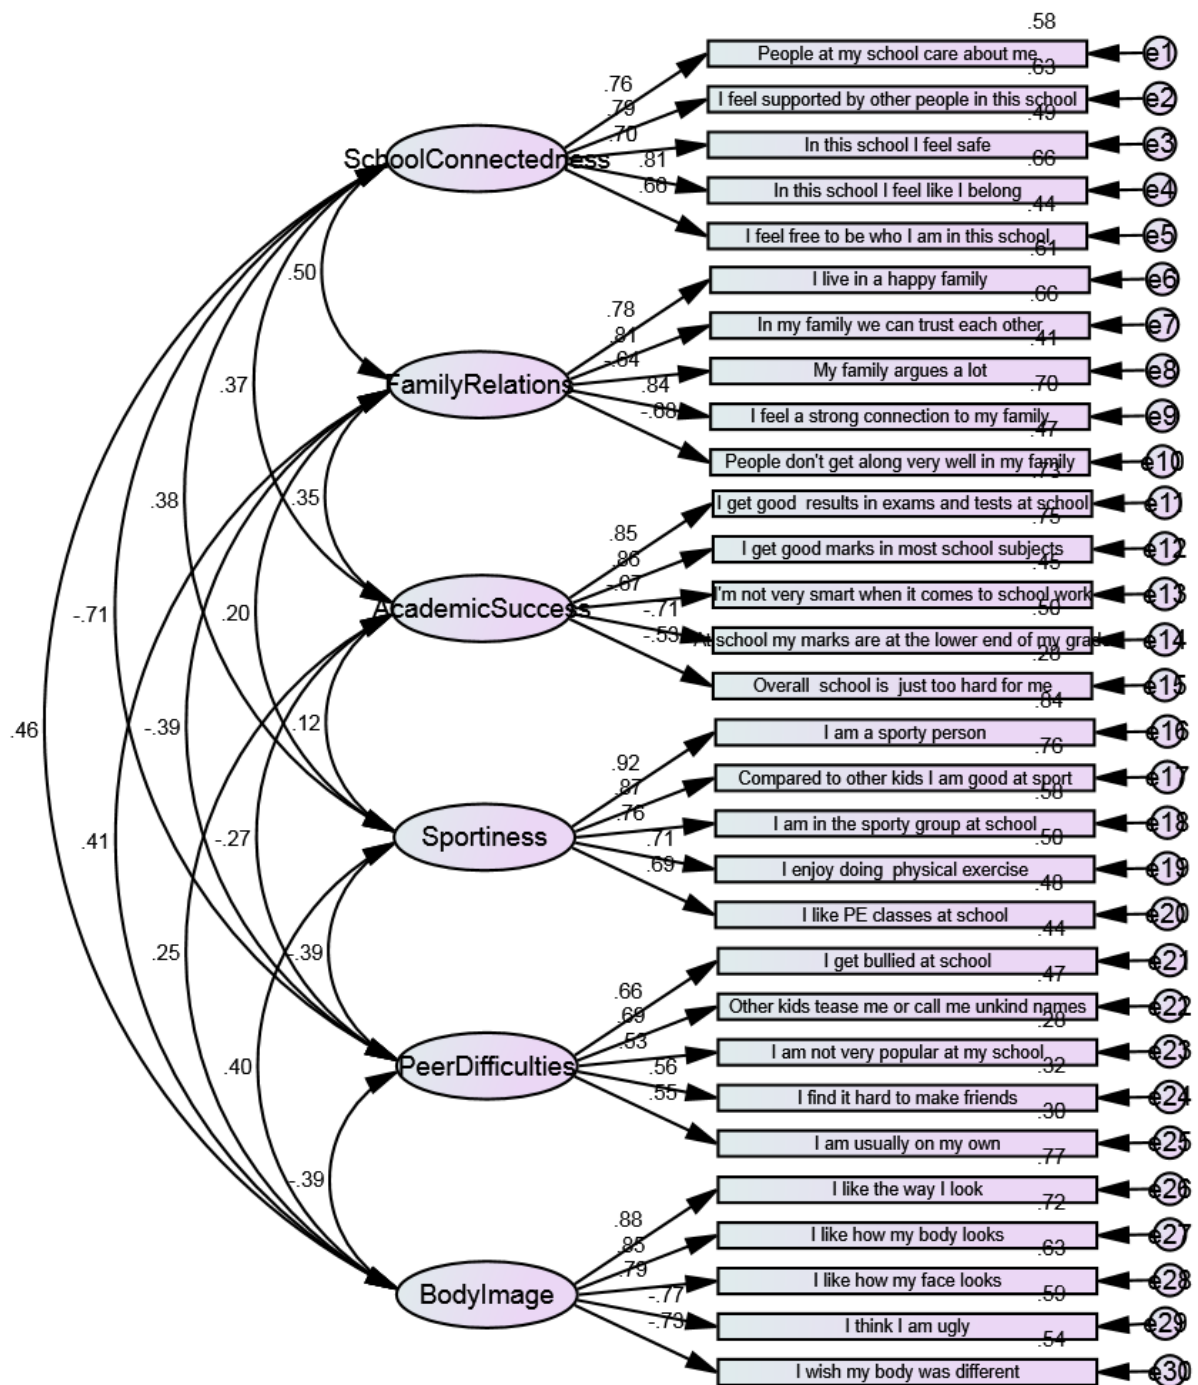 .58
People at my school care about me
e1
.76
.63
I feel supported by other people in this school
e2
.79
.49
In this school I feel safe
e3
.70
SchoolConnectedness
.81
.66
In this school I feel like I belong
e4
.66
.44
I feel free to be who I am in this school
e5
.61
.50
I live in a happy family
e6
.78
.66
In my family we can trust each other
e7
.81
.41
My family argues a lot
e8
-.64
FamilyRelations
.37
.84
.70
I feel a strong connection to my family
e9
-.68
.47
People don't get along very well in my family
e10
.73
.38
.35
I get good results in exams and tests at school
e11
.85
.75
I get good marks in most school subjects
e12
.86
.45
I'm not very smart when it comes to school work
e13
-.67
AcademicSuccess
-.71
.20
-.71
.50
At school my marks are at the lower end of my grade
e14
-.53
.28
Overall school is just too hard for me
e15
.84
.46
-.39
.12
I am a sporty person
e16
.92
.76
Compared to other kids I am good at sport
e17
.87
.58
I am in the sporty group at school
e18
.76
Sportiness
.41
-.27
.71
.50
I enjoy doing physical exercise
e19
.69
.48
I like PE classes at school
e20
.44
.25
-.39
I get bullied at school
e21
.66
.47
Other kids tease me or call me unkind names
e22
.69
.28
I am not very popular at my school
e23
.53
PeerDifficulties
.40
.56
.32
I find it hard to make friends
e24
.55
.30
I am usually on my own
e25
.77
-.39
I like the way I look
e26
.88
.72
I like how my body looks
e27
.85
.63
I like how my face looks
e28
.79
BodyImage
-.77
.59
I think I am ugly
e29
-.73
.54
I wish my body was different
e30